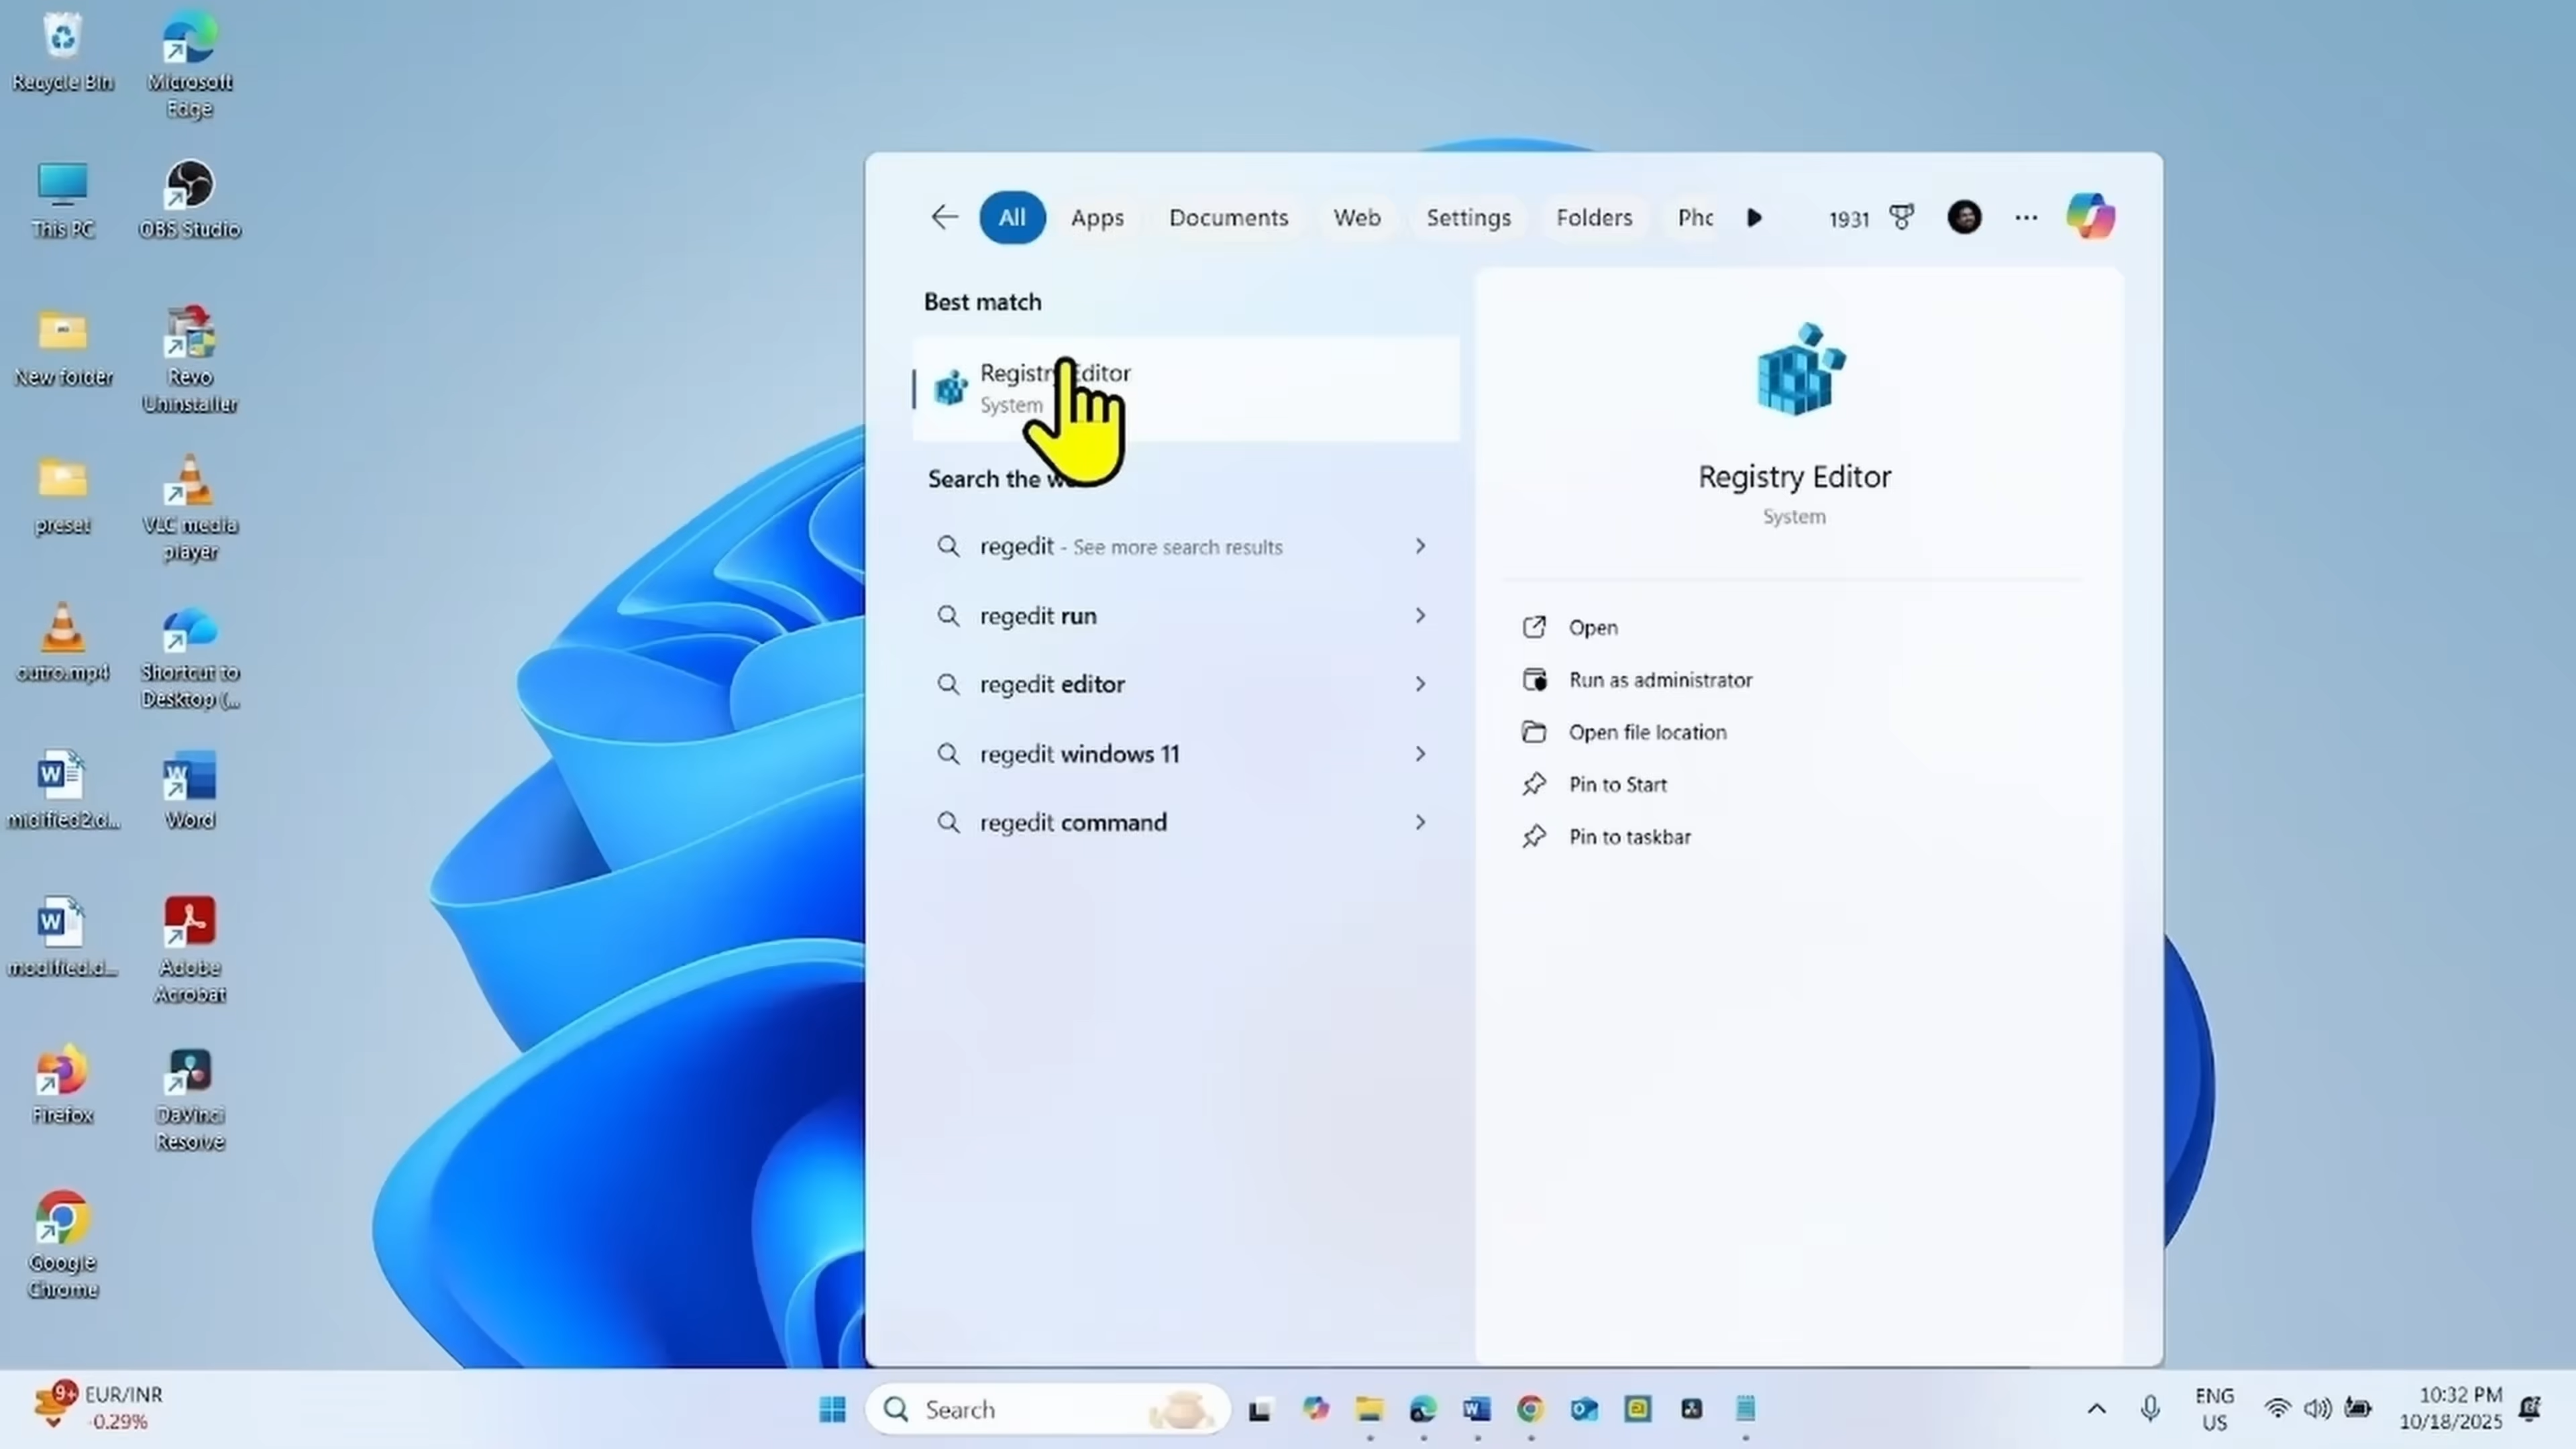 Recycle Bin
Microsoft
Edge
This PC
OBS Studio
New folder
Revo
Uninstaller
preset
VLC media
player
outro.mp4
Shortcut to
Desktop (...
midified2.d...
Word
modified.d...
Adobe
Acrobat
Firefox
DaVinci
Resolve
Google
Chrome
All
Apps
Documents
Web
Settings
Folders
Phc
1931
Best match
Registry Editor
System
Search the
regedit - See more search results
regedit run
regedit editor
regedit windows 11
regedit command
Registry Editor
System
Open
Run as administrator
Open file location
Pin to Start
Pin to taskbar
9+
EUR/INR
-0.29%
Search
ENG
US
10:32 PM
10/18/2025